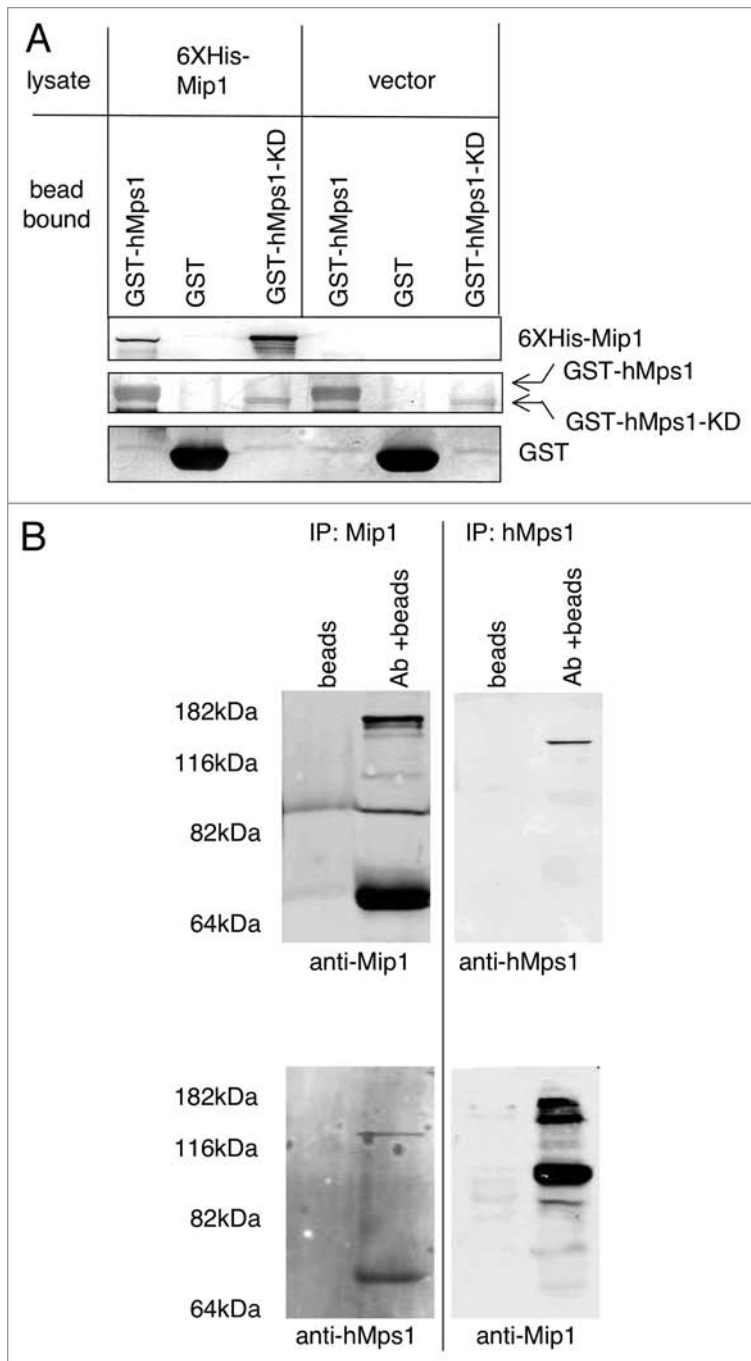 A
lysate
6XHis-
Mip1
vector
bead
bound
GST-hMps1
GST
GST-hMps1-KD
GST-hMps1
GST
GST-hMps1-KD
6XHis-Mip1
GST-hMps1
GST-hMps1-KD
GST
B
IP: Mip1
IP: hMps1
beads
Ab +beads
beads
Ab +beads
182kDa
116kDa
82kDa
64kDa
anti-Mip1
anti-hMps1
182kDa
116kDa
82kDa
64kDa
anti-hMps1
anti-Mip1